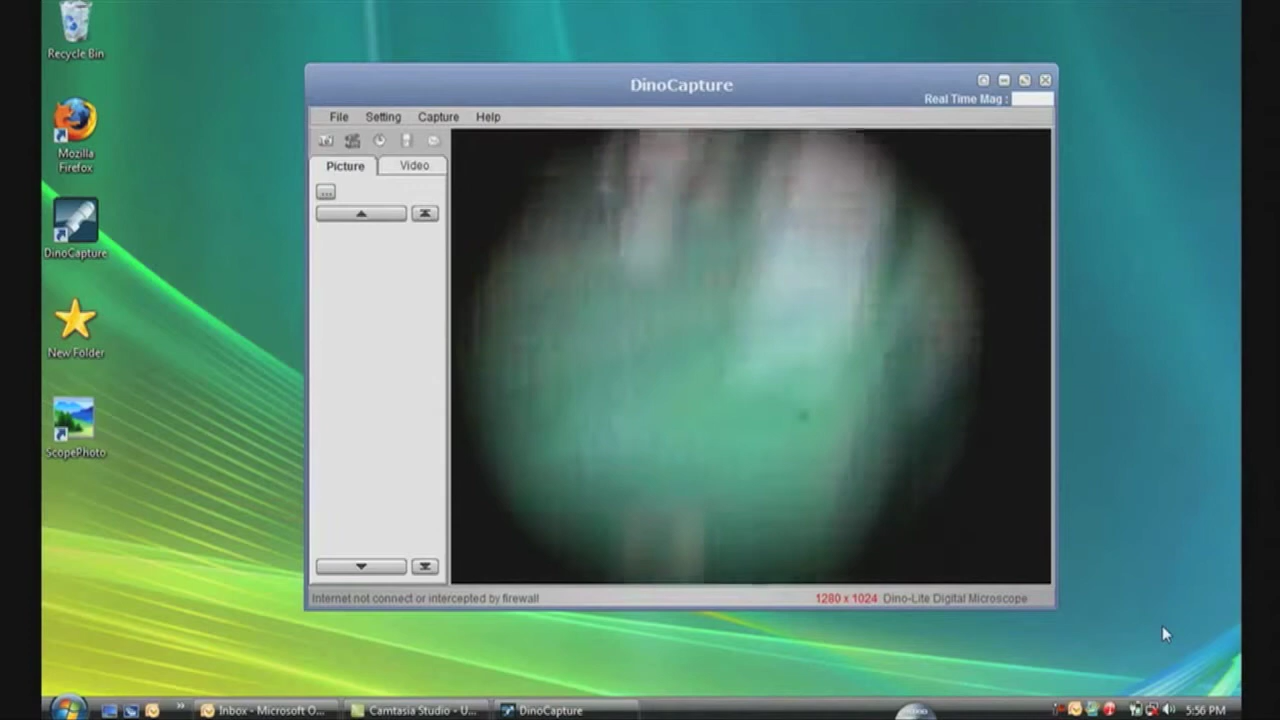 Recycle Bin
Mozilla
Firefox
DinoCapture
New Folder
ScopePhoto
DinoCapture
Real Time Mag :
File Setting Capture Help
Picture Video
...
Internet not connect or intercepted by firewall
1280 x 1024 Dino-Lite Digital Microscope
Inbox - Microsoft O... Camtasia Studio - U... DinoCapture
5:56 PM